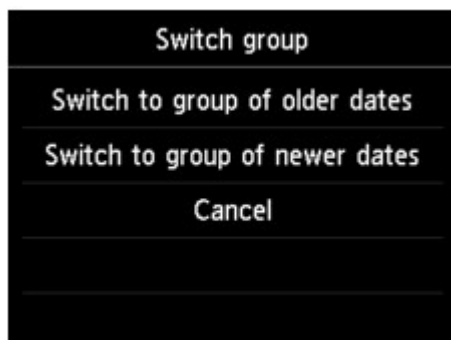 Switch group
Switch to group of older dates
Switch to group of newer dates
Cancel